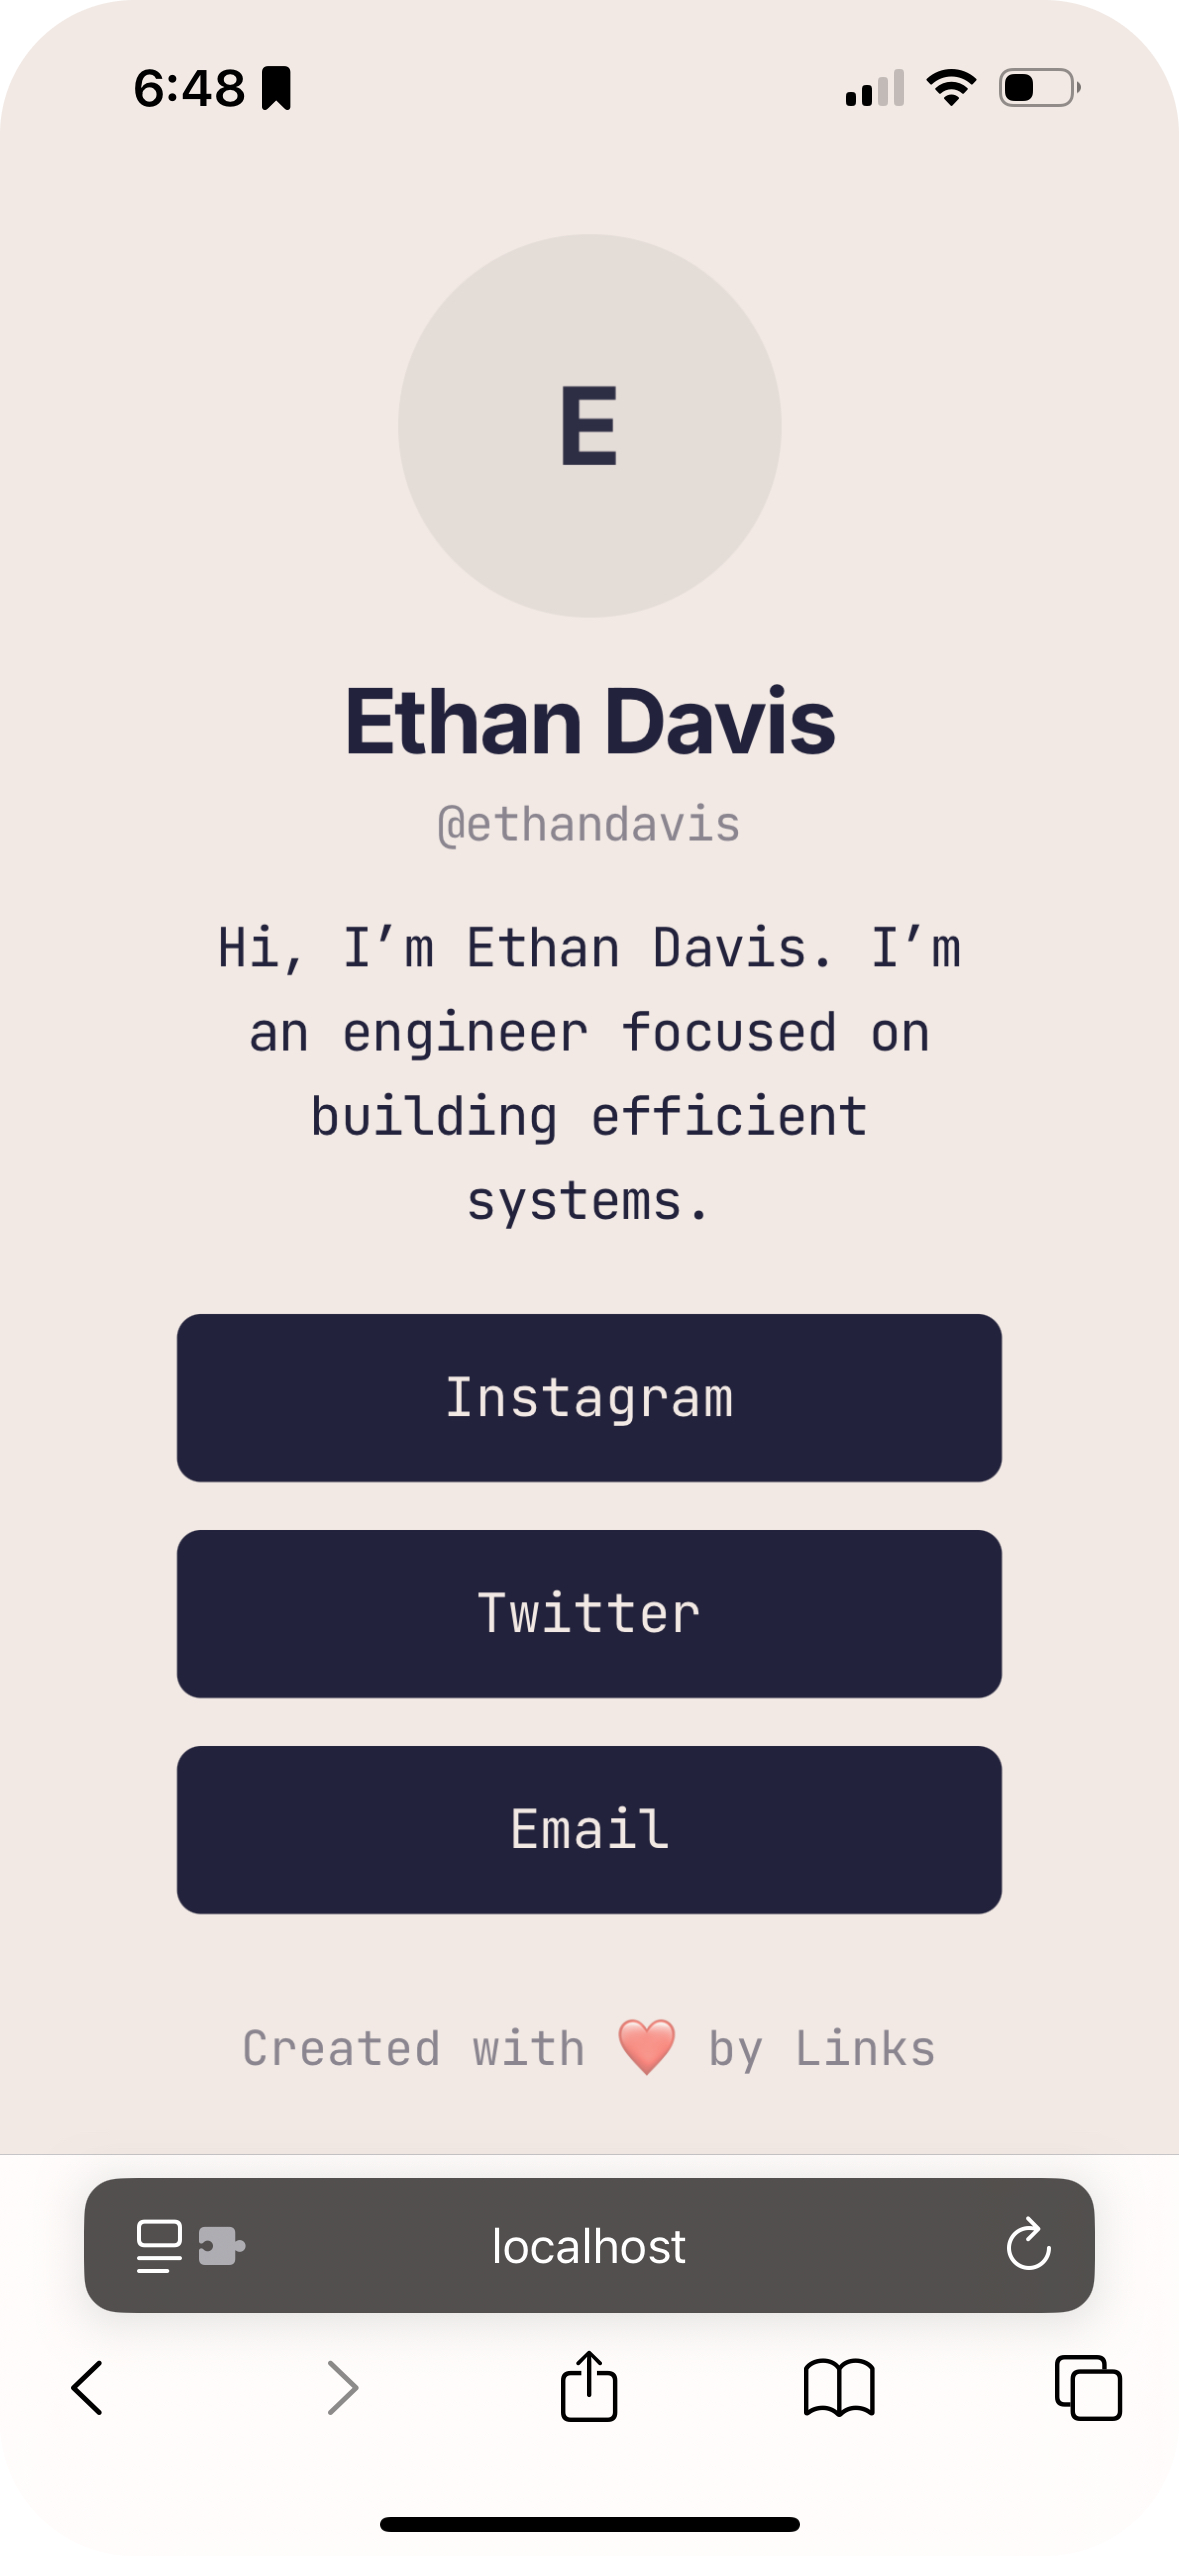 6:48
E
Ethan Davis
@ethandavis
Hi, I’m Ethan Davis. I’m
an engineer focused on
building efficient
systems.
Instagram
Twitter
Email
Created with ❤️ by Links
localhost